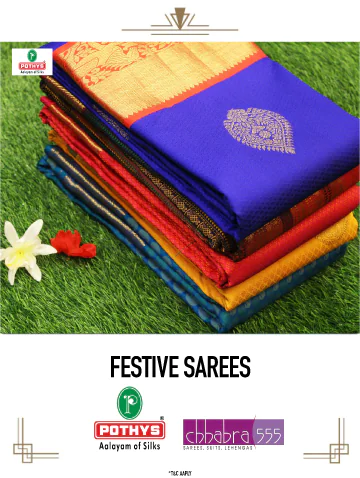 POTHYS
Aalayam of Silks
FESTIVE SAREES
P
POTHYS
Aalayam of Silks
chhabra 555
SAREES, SUITS, LEHENGAS
*T&C APPLY